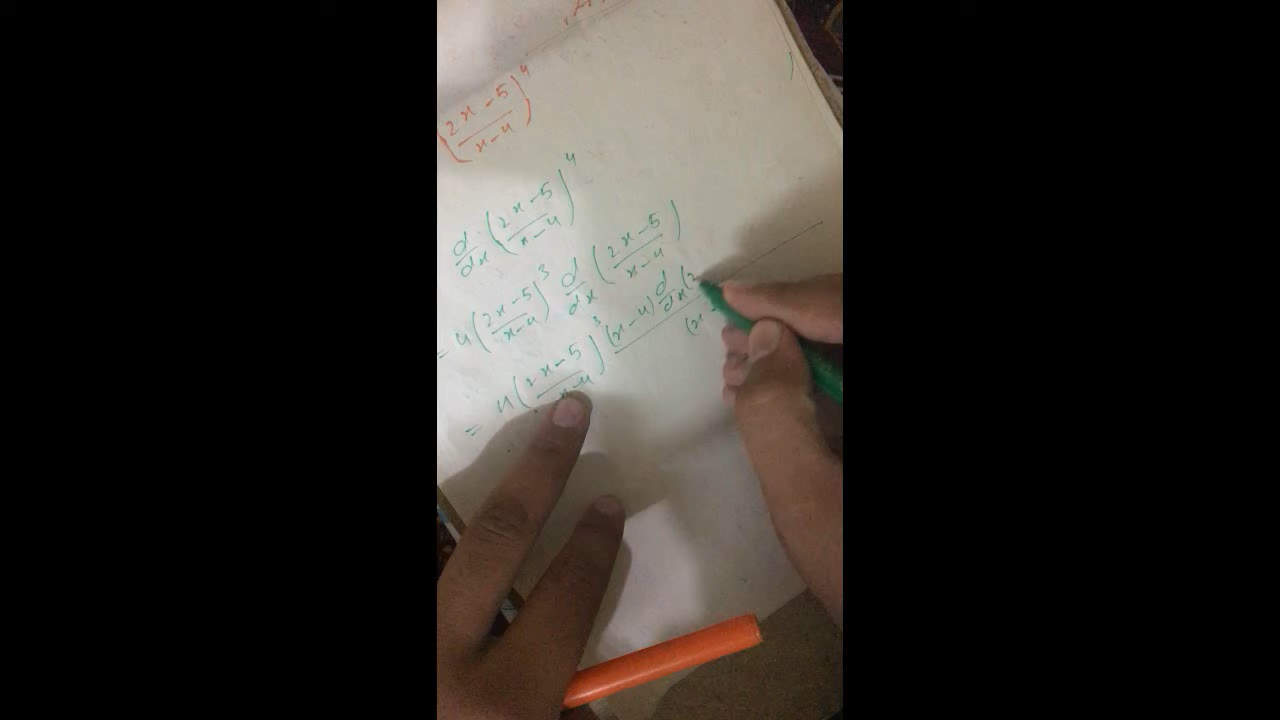 (2x-5/x-4)^4
d/dx (2x-5/x-4)^4
= 4(2x-5/x-4)^3 d/dx (2x-5/x-4)
= 4(2x-5/x-4)^3 (x-4) d/dx (2 / (x-